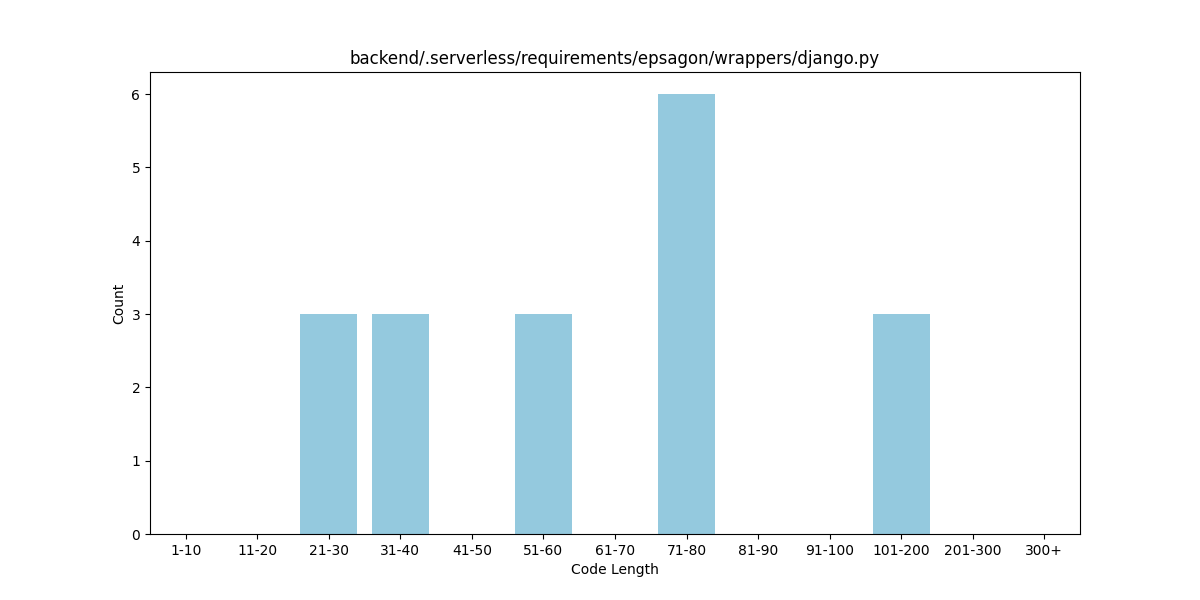 backend/.serverless/requirements/epsagon/wrappers/django.py
6
5
4
3
2
1
0
Count
1-10 11-20 21-30 31-40 41-50 51-60 61-70 71-80 81-90 91-100 101-200 201-300 300+
Code Length